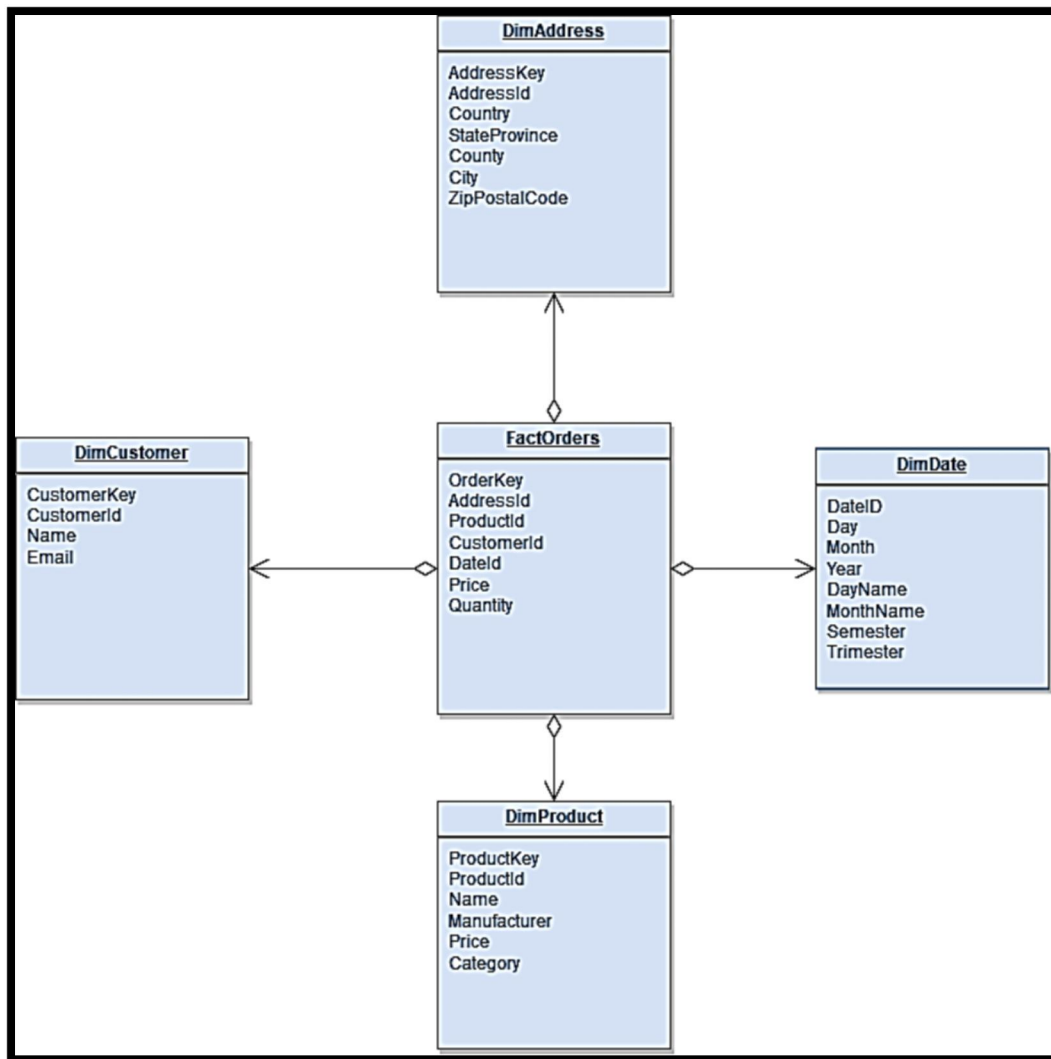 DimAddress
AddressKey
AddressId
Country
StateProvince
County
City
ZipPostalCode
DimCustomer
CustomerKey
CustomerId
Name
Email
FactOrders
OrderKey
AddressId
ProductId
CustomerId
DateId
Price
Quantity
DimDate
DateID
Day
Month
Year
DayName
MonthName
Semester
Trimester
DimProduct
ProductKey
ProductId
Name
Manufacturer
Price
Category